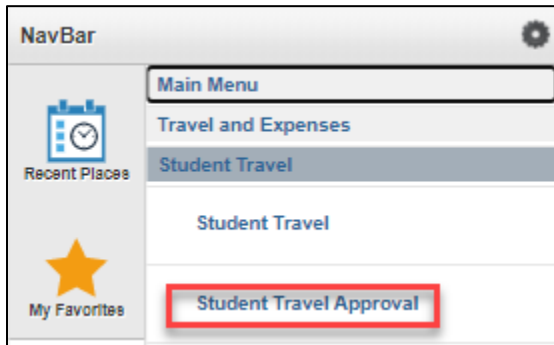 NavBar
Main Menu
Travel and Expenses
Recent Places
Student Travel
Student Travel
My Favorites
Student Travel Approval